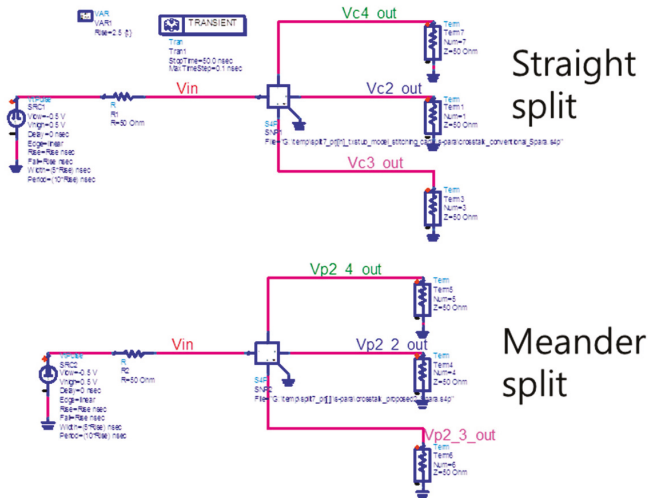 Vc4_out
VAR
VAR1
Rise=2.5 {t}
TRANSIENT
Tran
Tran1
StopTime=50.0 nsec
MaxTimeStep=0.1 nsec
Term
Term7
Num=7
Z=50 Ohm
Straight
split
Vin
Vc2_out
SRC1
Vlow=-0.5 V
Vhigh=0.5 V
Delay=0 nsec
Edge=linear
Rise=Rise nsec
Fall=Rise nsec
Width=(5*Rise) nsec
Period=(10*Rise) nsec
R
R1
R=50 Ohm
Term
Term1
Num=1
Z=50 Ohm
S4P
SNP1
Vc3_out
Term
Term3
Num=3
Z=50 Ohm
Vp2_4_out
Term
Term5
Num=5
Z=50 Ohm
Meander
split
Vin
Vp2_2_out
SRC2
Vlow=-0.5 V
Vhigh=0.5 V
Delay=0 nsec
Edge=linear
Rise=Rise nsec
Fall=Rise nsec
Width=(5*Rise) nsec
Period=(10*Rise) nsec
R
R2
R=50 Ohm
Term
Term4
Num=4
Z=50 Ohm
S4P
Vp2_3_out
Term
Term6
Num=6
Z=50 Ohm